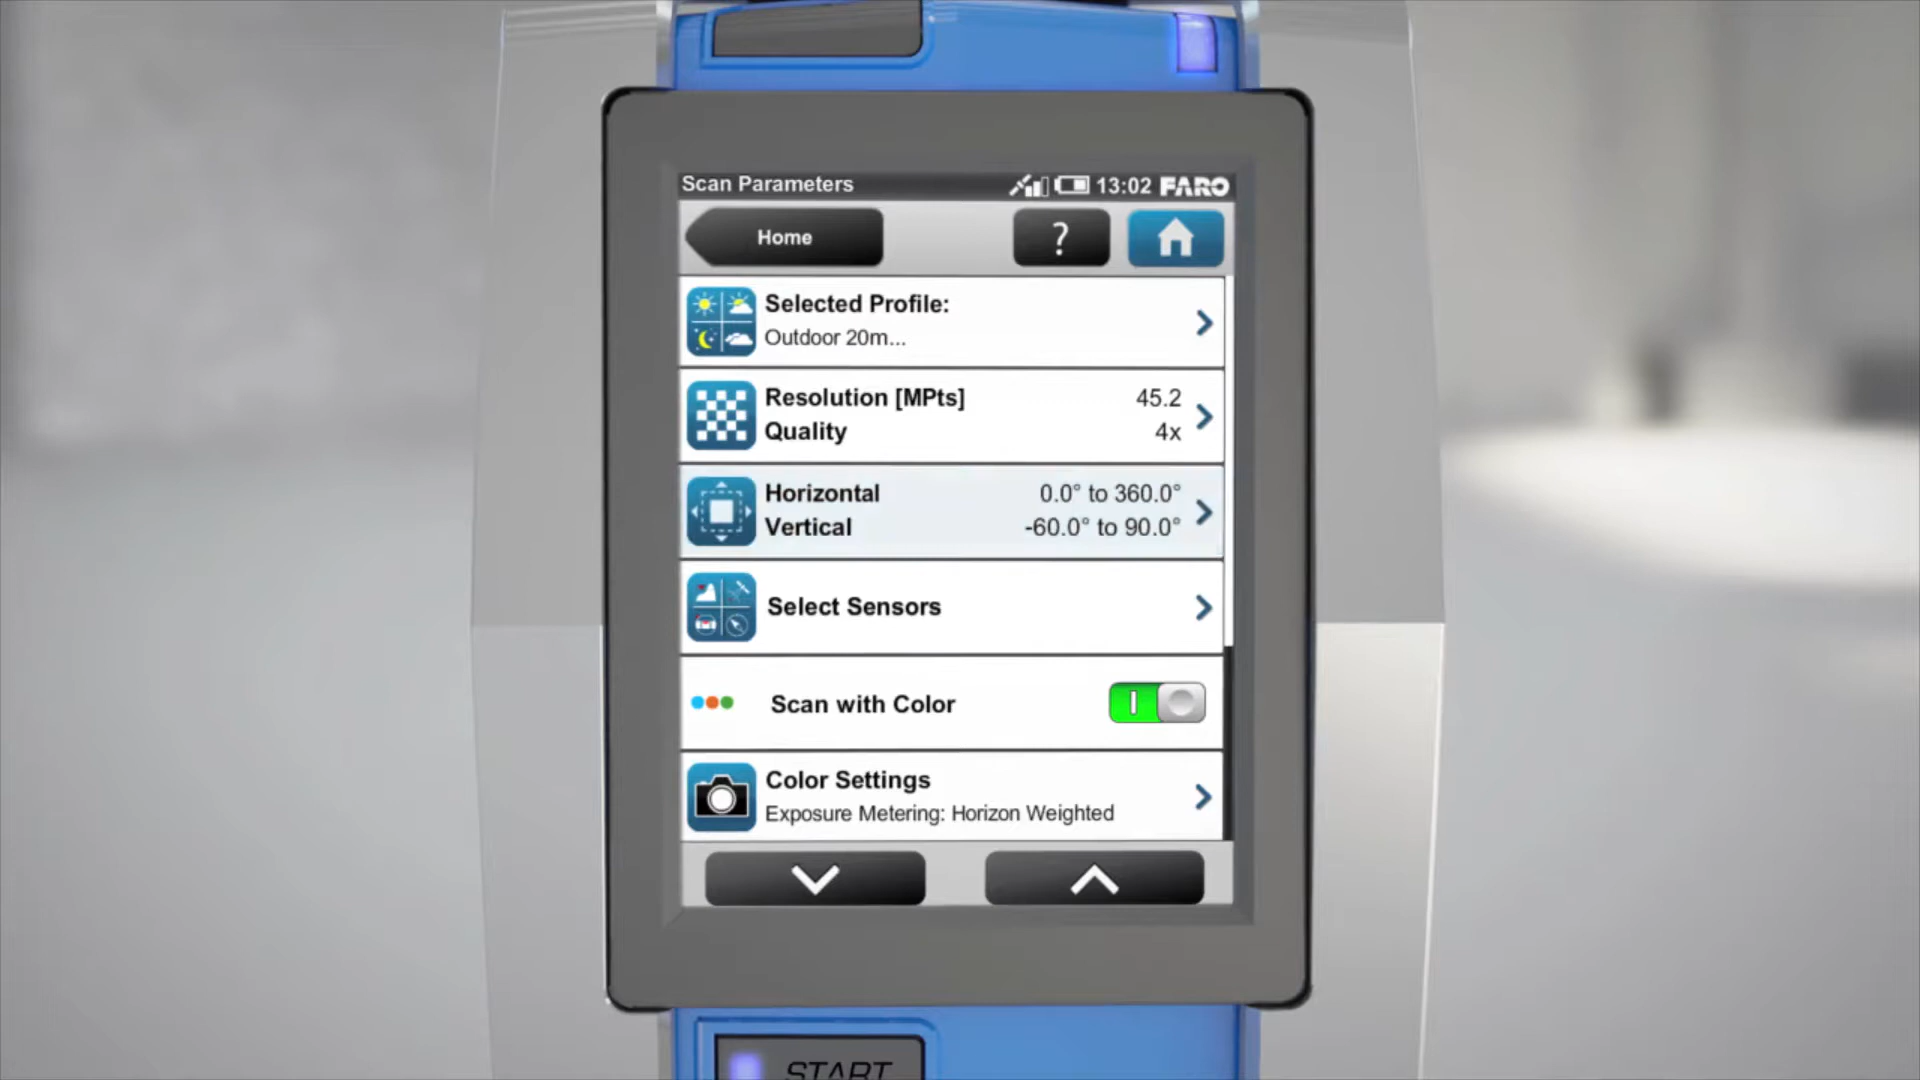 Scan Parameters 13:02 FARO
Home ?
Selected Profile:
Outdoor 20m...
Resolution [MPts] 45.2
Quality 4x
Horizontal 0.0° to 360.0°
Vertical -60.0° to 90.0°
Select Sensors
Scan with Color
Color Settings
Exposure Metering: Horizon Weighted
START